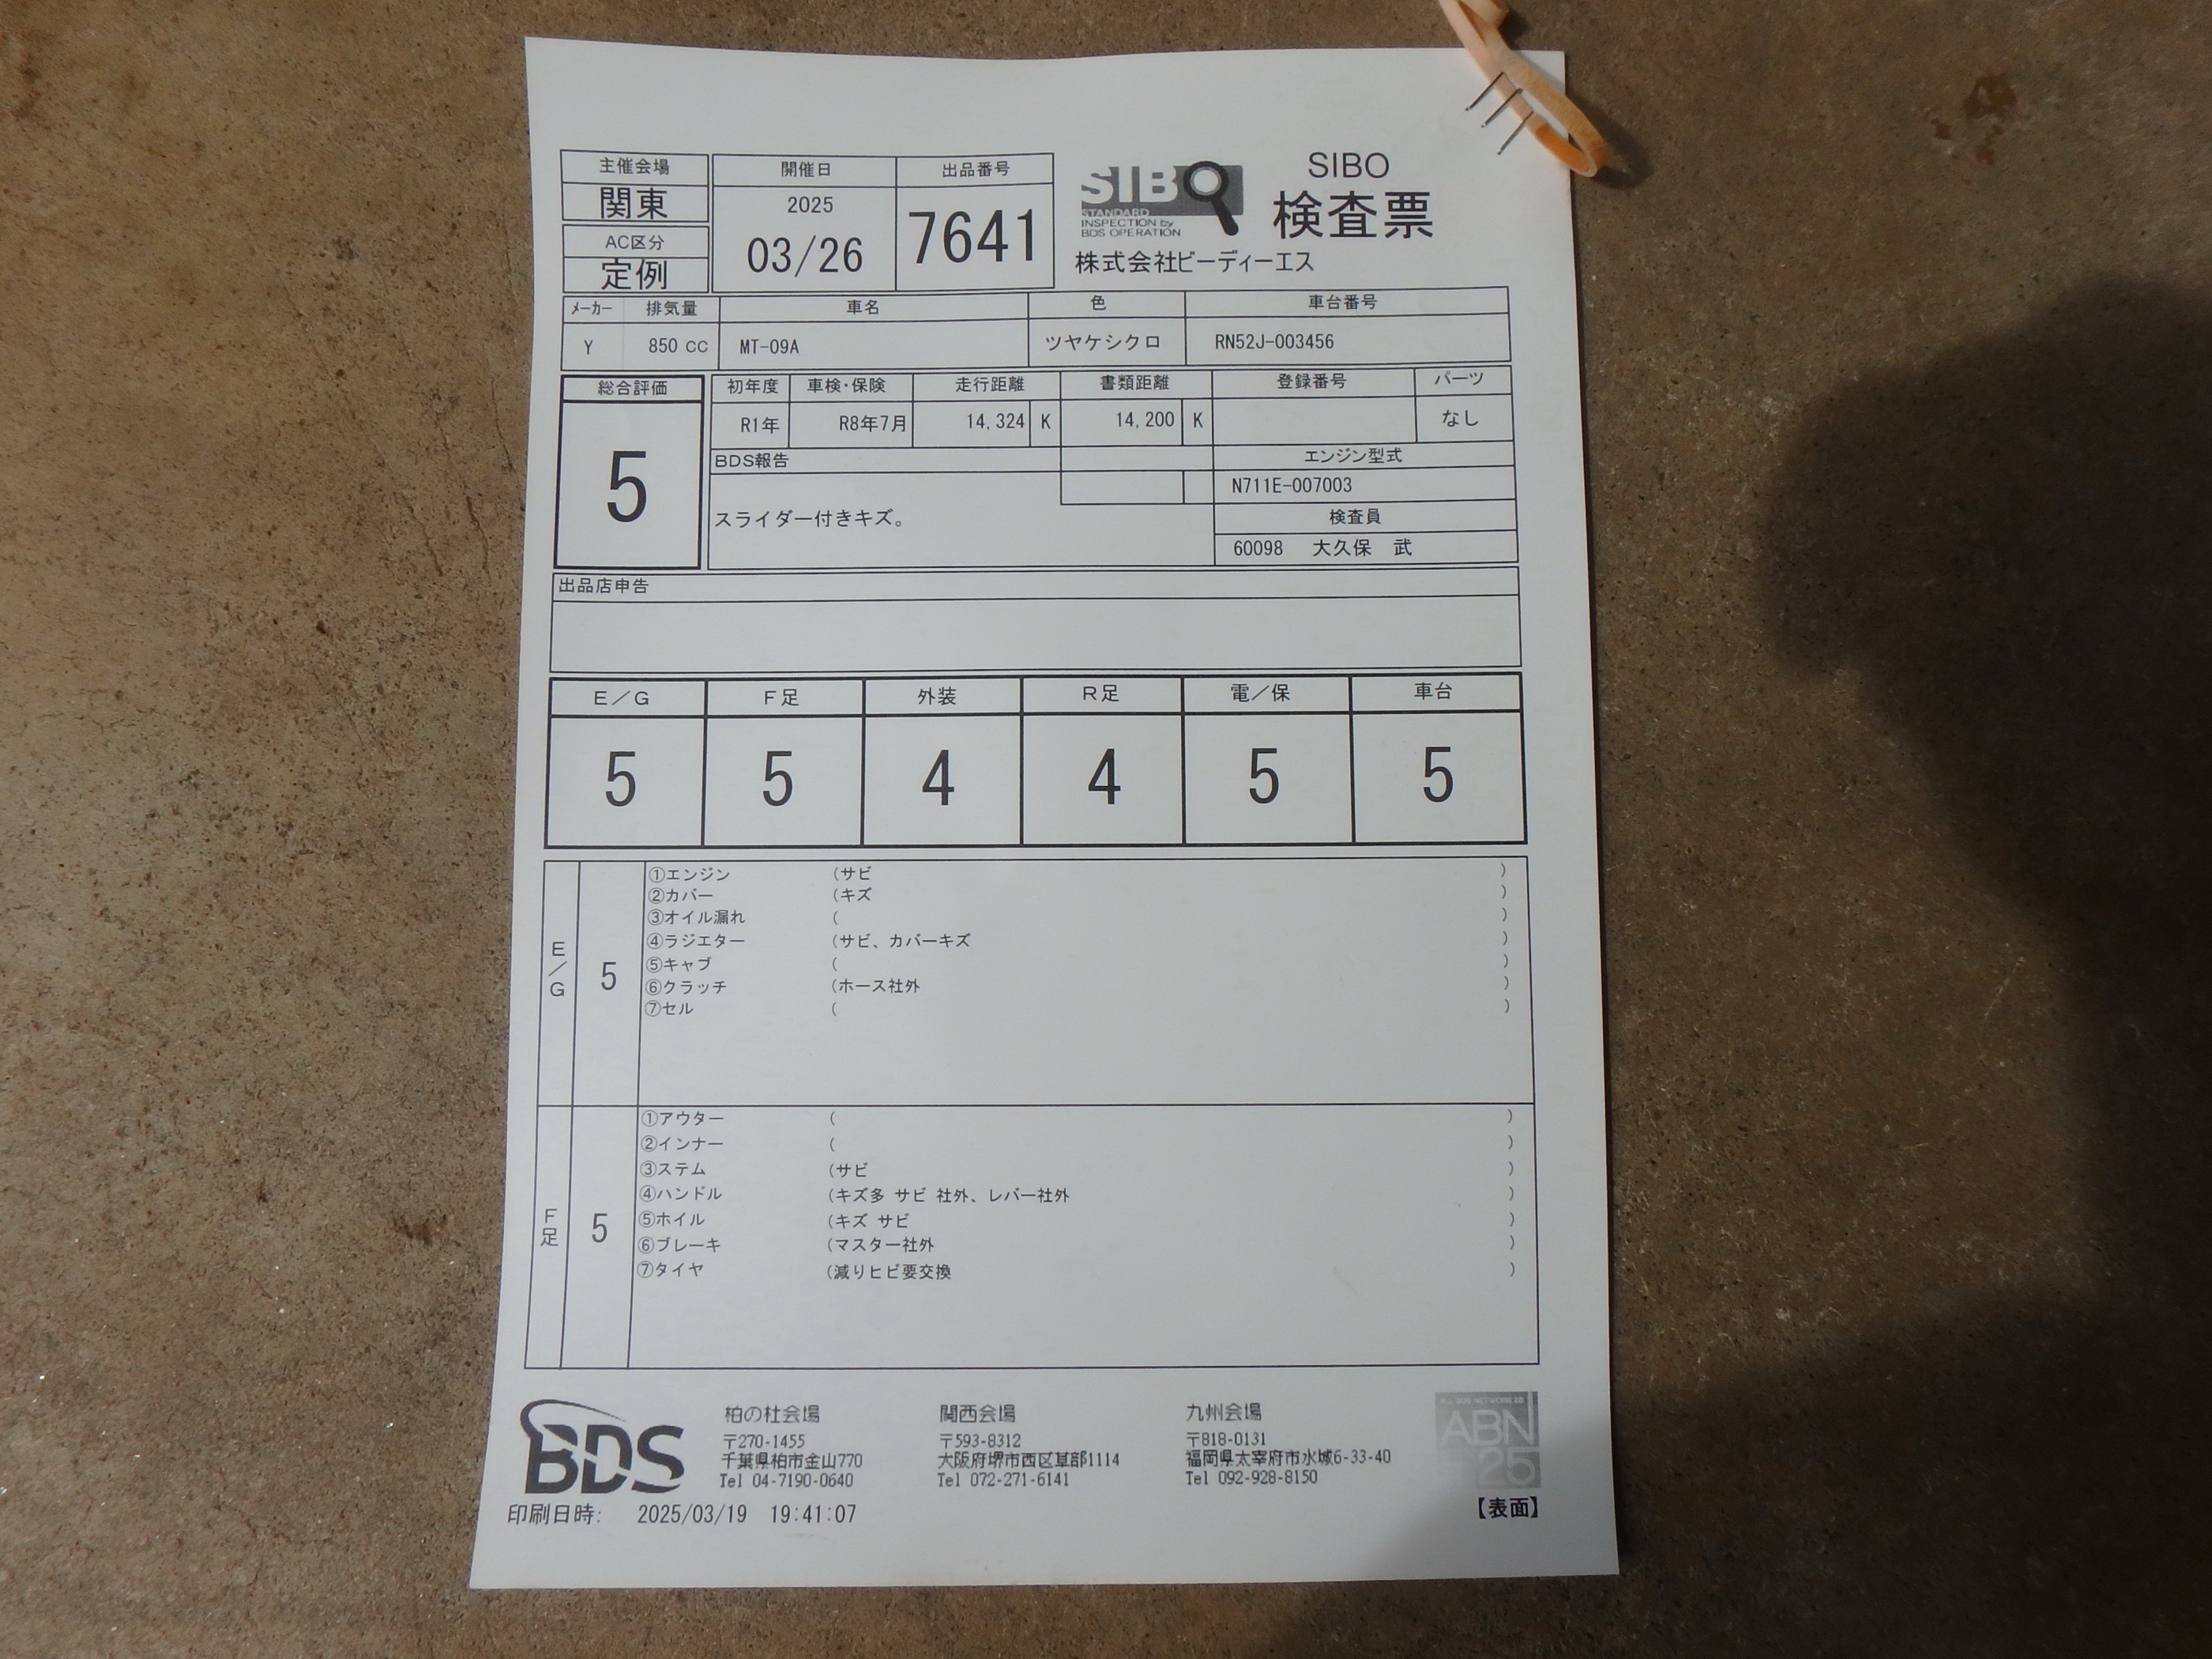 主催会場
関東
AC区分
定例
開催日
2025
03/26
出品番号
7641
SIBO
STANDARD
INSPECTION by
BDS OPERATION
SIBO
検査票
株式会社ビーディーエス
メーカー 排気量 車名 色 車台番号
Y 850 CC MT-09A ツヤケシクロ RN52J-003456
総合評価
5
初年度 車検・保険 走行距離 書類距離 登録番号 パーツ
R1年 R8年7月 14,324 K 14,200 K なし
BDS報告
スライダー付きキズ。
エンジン型式
N711E-007003
検査員
60098 大久保 武
出品店申告
E/G F足 外装 R足 電/保 車台
5 5 4 4 5 5
E/G 5
①エンジン (サビ )
②カバー (キズ )
③オイル漏れ ( )
④ラジエター (サビ、カバーキズ )
⑤キャブ ( )
⑥クラッチ (ホース社外 )
⑦セル ( )
F足 5
①アウター ( )
②インナー ( )
③ステム (サビ )
④ハンドル (キズ多 サビ 社外、レバー社外 )
⑤ホイル (キズ サビ )
⑥ブレーキ (マスター社外 )
⑦タイヤ (減りヒビ要交換 )
BDS
柏の杜会場
〒270-1455
千葉県柏市金山770
Tel 04-7190-0640
関西会場
〒593-8312
大阪府堺市西区草部1114
Tel 072-271-6141
九州会場
〒818-0131
福岡県太宰府市水城6-33-40
Tel 092-928-8150
ABN
25
印刷日時: 2025/03/19 19:41:07
【表面】